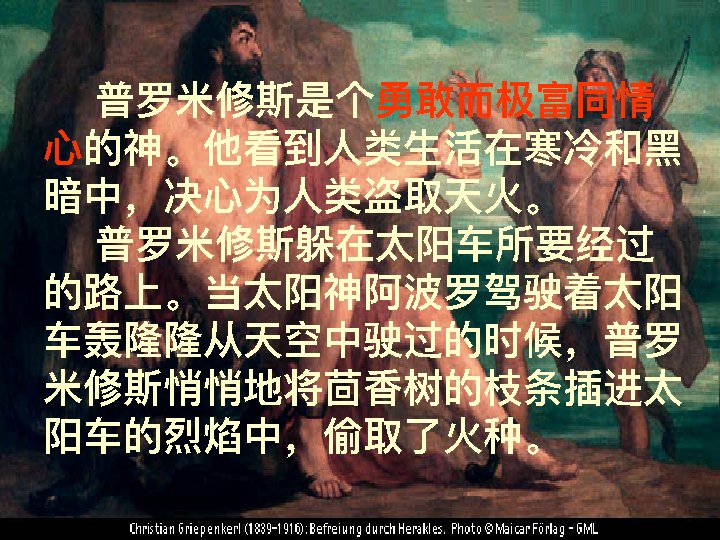 普罗米修斯是个勇敢而极富同情
心的神。他看到人类生活在寒冷和黑
暗中，决心为人类盗取天火。
普罗米修斯躲在太阳车所要经过
的路上。当太阳神阿波罗驾驶着太阳
车轰隆隆从天空中驶过的时候，普罗
米修斯悄悄地将茴香树的枝条插进太
阳车的烈焰中，偷取了火种。
Christian Griepenkerl (1839-1916): Befreiung durch Herakles. Photo © Maicar Förlag - GML